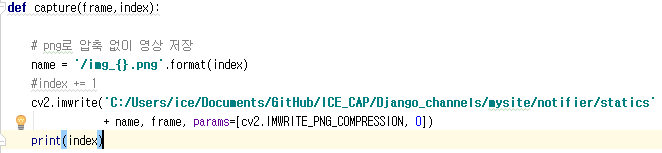 def capture(frame,index):
# png로 압축 없이 영상 저장
name = '/img_{}.png'.format(index)
#index += 1
cv2.imwrite('C:/Users/ice/Documents/GitHub/ICE_CAP/Django_channels/mysite/notifier/statics'
+ name, frame, params=[cv2.IMWRITE_PNG_COMPRESSION, 0])
print(index)